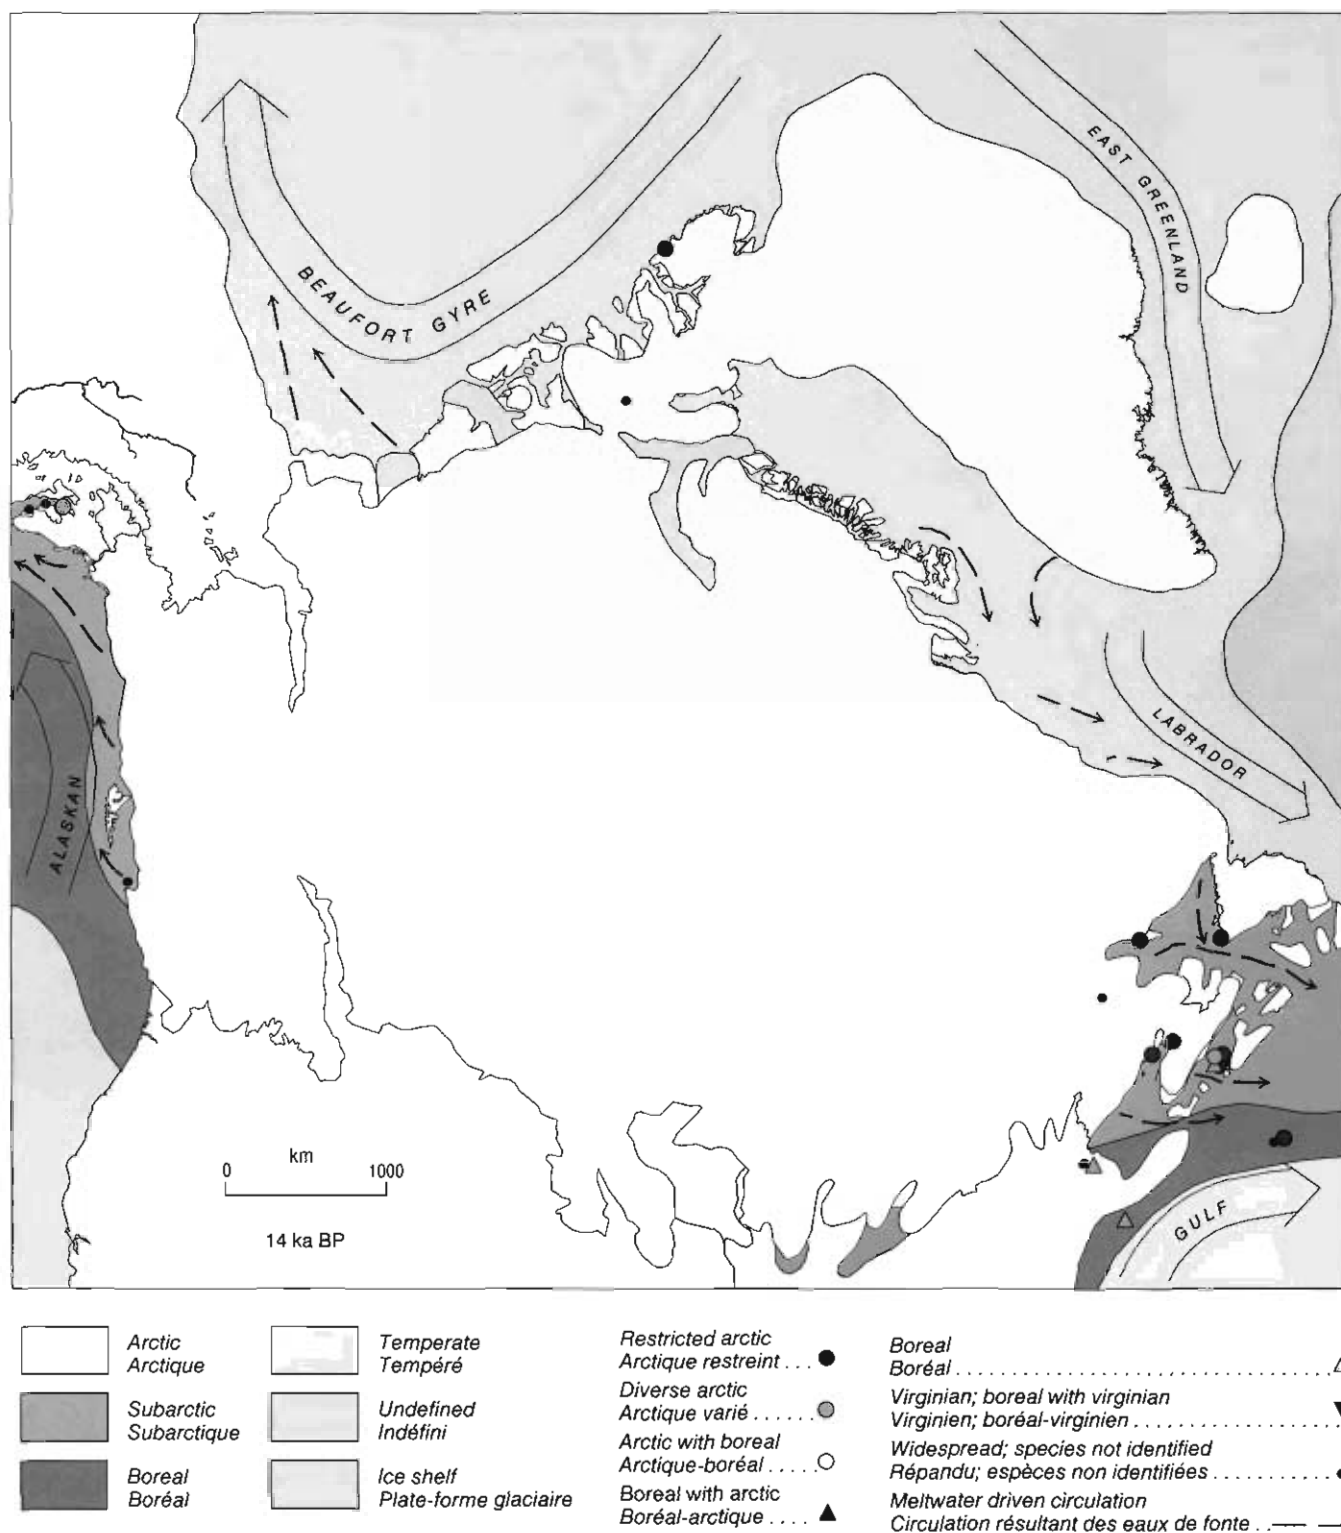 EAST GREENLAND
BEAUFORT GYRE
LABRADOR
ALASKAN
GULF
km
0 1000
14 ka BP
Arctic
Arctique
Subarctic
Subarctique
Boreal
Boréal
Temperate
Tempéré
Undefined
Indéfini
Ice shelf
Plate-forme glaciaire
Restricted arctic
Arctique restreint . . .
Diverse arctic
Arctique varié . . . . . .
Arctic with boreal
Arctique-boréal . . . . .
Boreal with arctic
Boréal-arctique . . . .
Boreal
Boréal . . . . . . . . . . . . . . . . . . . . . . . . . . . . .
Virginian; boreal with virginian
Virginien; boréal-virginien . . . . . . . . . . . . . . .
Widespread; species not identified
Répandu; espèces non identifiées . . . . . . . . .
Meltwater driven circulation
Circulation résultant des eaux de fonte . .